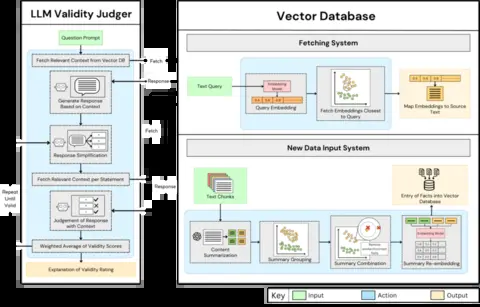 LLM Validity Judger
Question Prompt
Fetch Relevant Context from Vector DB
Generate Response
Based on Context
Response Simplification
Fetch Relevant Context per Statement
Judgement of Response
with Context
Weighted Average of Validity Scores
Explanation of Validity Rating
Repeat
Until
Valid
Fetch
Response
Fetch
Response
Vector Database
Fetching System
Text Query
Embedding
Model
Query Embedding
Fetch Embeddings Closest
to Query
Map Embeddings to Source
Text
New Data Input System
Text Chunks
Content
Summarization
Summary Grouping
Summary Combination
Entry of Facts into Vector
Database
Embedding Model
Summary Re-embedding
Key
Input
Action
Output